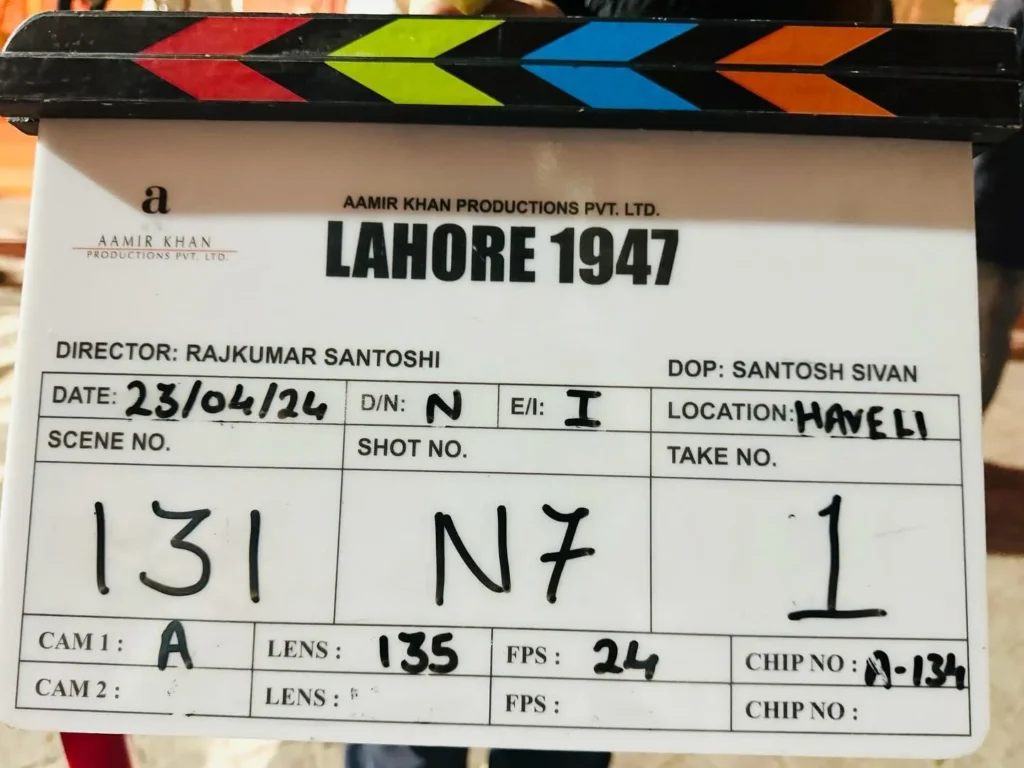 a
AAMIR KHAN
PRODUCTIONS PVT. LTD.
AAMIR KHAN PRODUCTIONS PVT. LTD.
LAHORE 1947
DIRECTOR: RAJKUMAR SANTOSHI
DOP: SANTOSH SIVAN
DATE: 23/04/24 D/N: N E/I: I LOCATION: HAVELI
SCENE NO. SHOT NO. TAKE NO.
131 N7 1
CAM 1 : A LENS : 135 FPS : 24 CHIP NO : A-134
CAM 2 : LENS : FPS : CHIP NO :